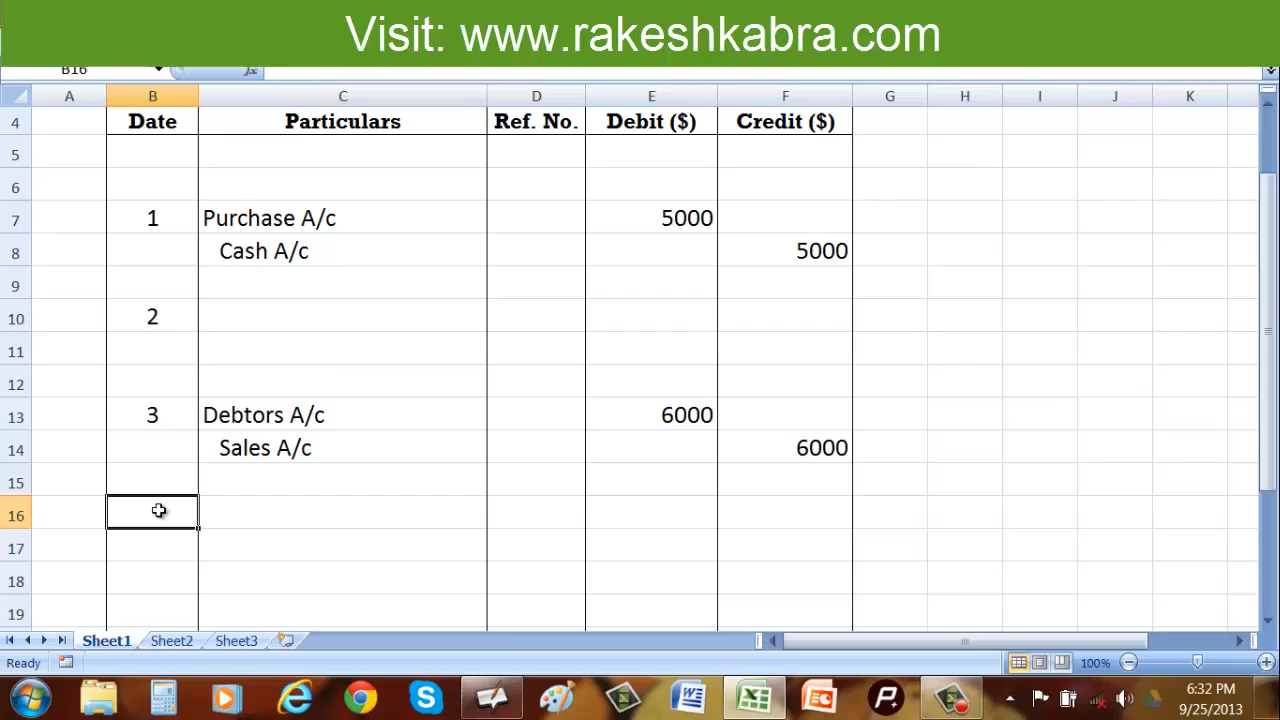 Visit: www.rakeshkabra.com
B16
A B C D E F G H J K
4 Date Particulars Ref. No. Debit ($) Credit ($)
5
6
7 1 Purchase A/c 5000
8 Cash A/c 5000
9
10 2
11
12
13 3 Debtors A/c 6000
14 Sales A/c 6000
15
16
17
18
19
Sheet1 Sheet2 Sheet3
Ready 100%
6:32 PM
9/25/2013